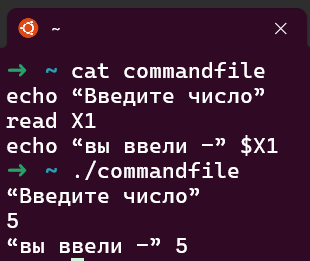 ~
➜ ~ cat commandfile
echo “Введите число”
read X1
echo “вы ввели –” $X1
➜ ~ ./commandfile
“Введите число”
5
“вы ввели –” 5